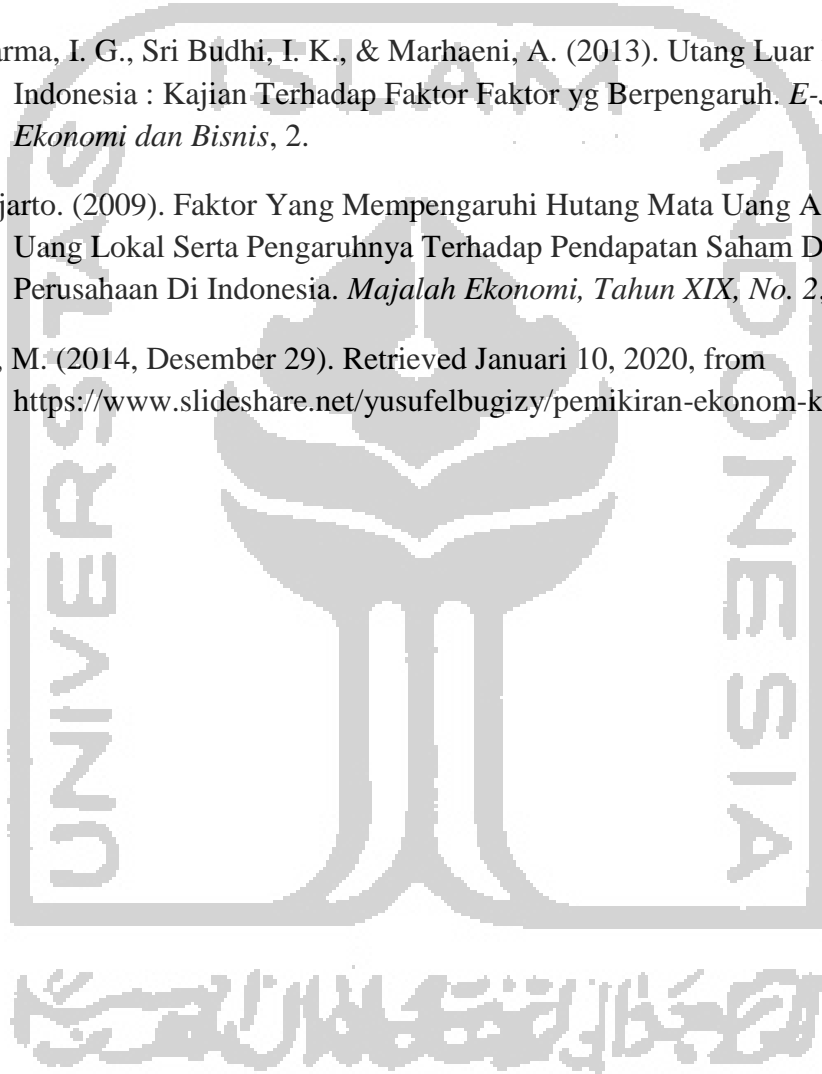 arma, I. G., Sri Budhi, I. K., & Marhaeni, A. (2013). Utang Luar
Indonesia : Kajian Terhadap Faktor Faktor yg Berpengaruh. E-
Ekonomi dan Bisnis, 2.
jarto. (2009). Faktor Yang Mempengaruhi Hutang Mata Uang A
Uang Lokal Serta Pengaruhnya Terhadap Pendapatan Saham D
Perusahaan Di Indonesia. Majalah Ekonomi, Tahun XIX, No. 2
, M. (2014, Desember 29). Retrieved Januari 10, 2020, from
https://www.slideshare.net/yusufelbugizy/pemikiran-ekonom-k
UNIVERSITAS
ISLAM
INDONESIA